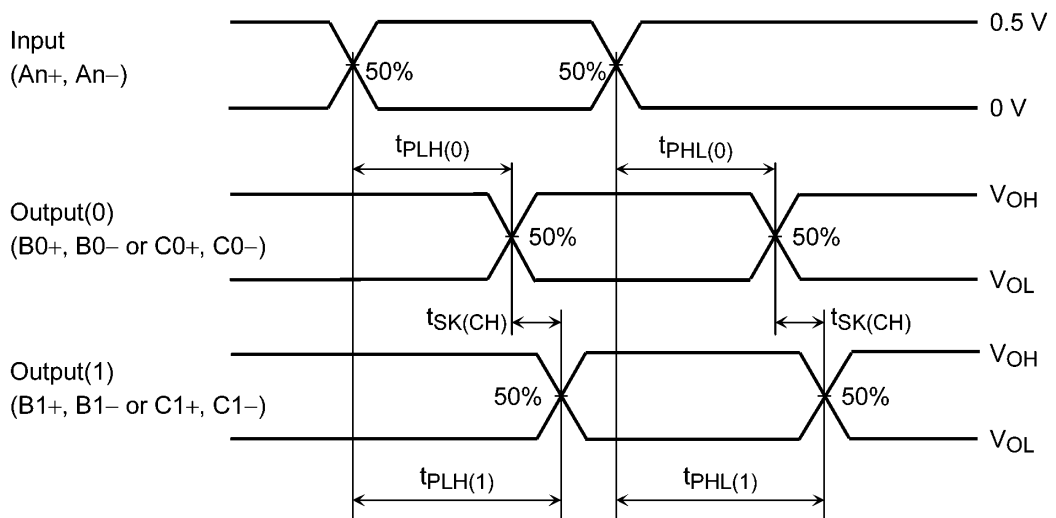 Input
(An+, An−)
50%
50%
0.5 V
0 V
tPLH(0)
tPHL(0)
Output(0)
(B0+, B0− or C0+, C0−)
50%
50%
VOH
VOL
tSK(CH)
tSK(CH)
Output(1)
(B1+, B1− or C1+, C1−)
50%
50%
VOH
VOL
tPLH(1)
tPHL(1)